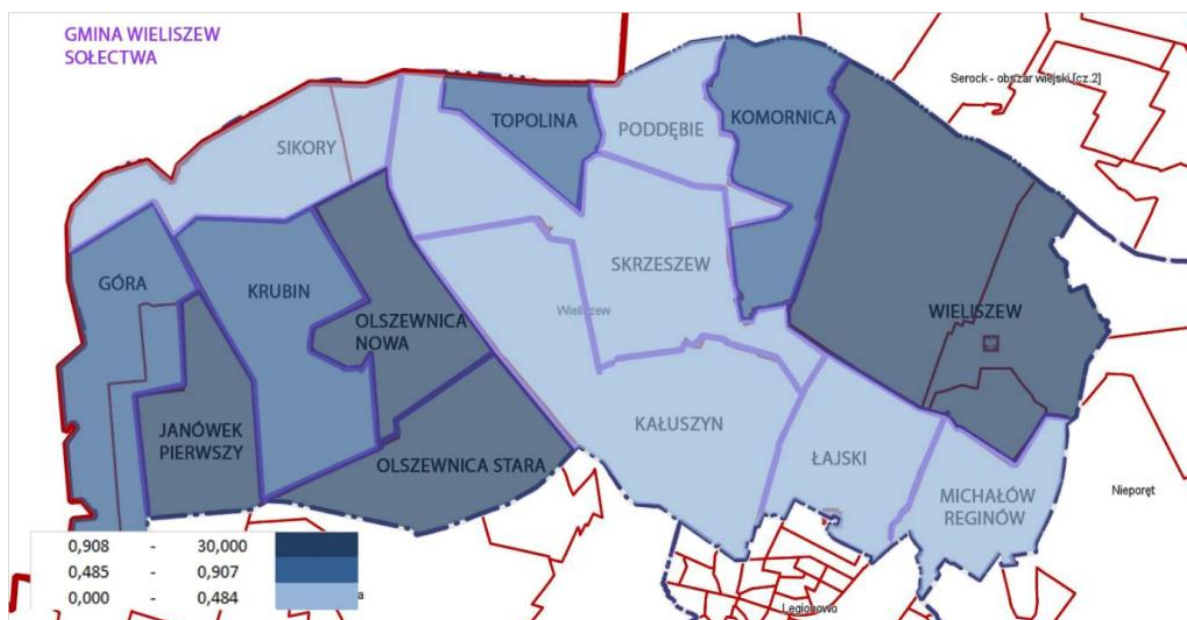 GMINA WIELISZEW
SOŁECTWA
Serock - obszar wiejski [cz.2]
TOPOLINA
KOMORNICA
PODDĘBIE
SIKORY
SKRZESZEW
GÓRA
KRUBIN
Wieliszew
WIELISZEW
OLSZEWNICA
NOWA
KAŁUSZYN
JANÓWEK
PIERWSZY
ŁAJSKI
OLSZEWNICA STARA
Nieporęt
MICHAŁÓW
REGINÓW
0,908 - 30,000
0,485 - 0,907
0,000 - 0,484
a
Legionowo